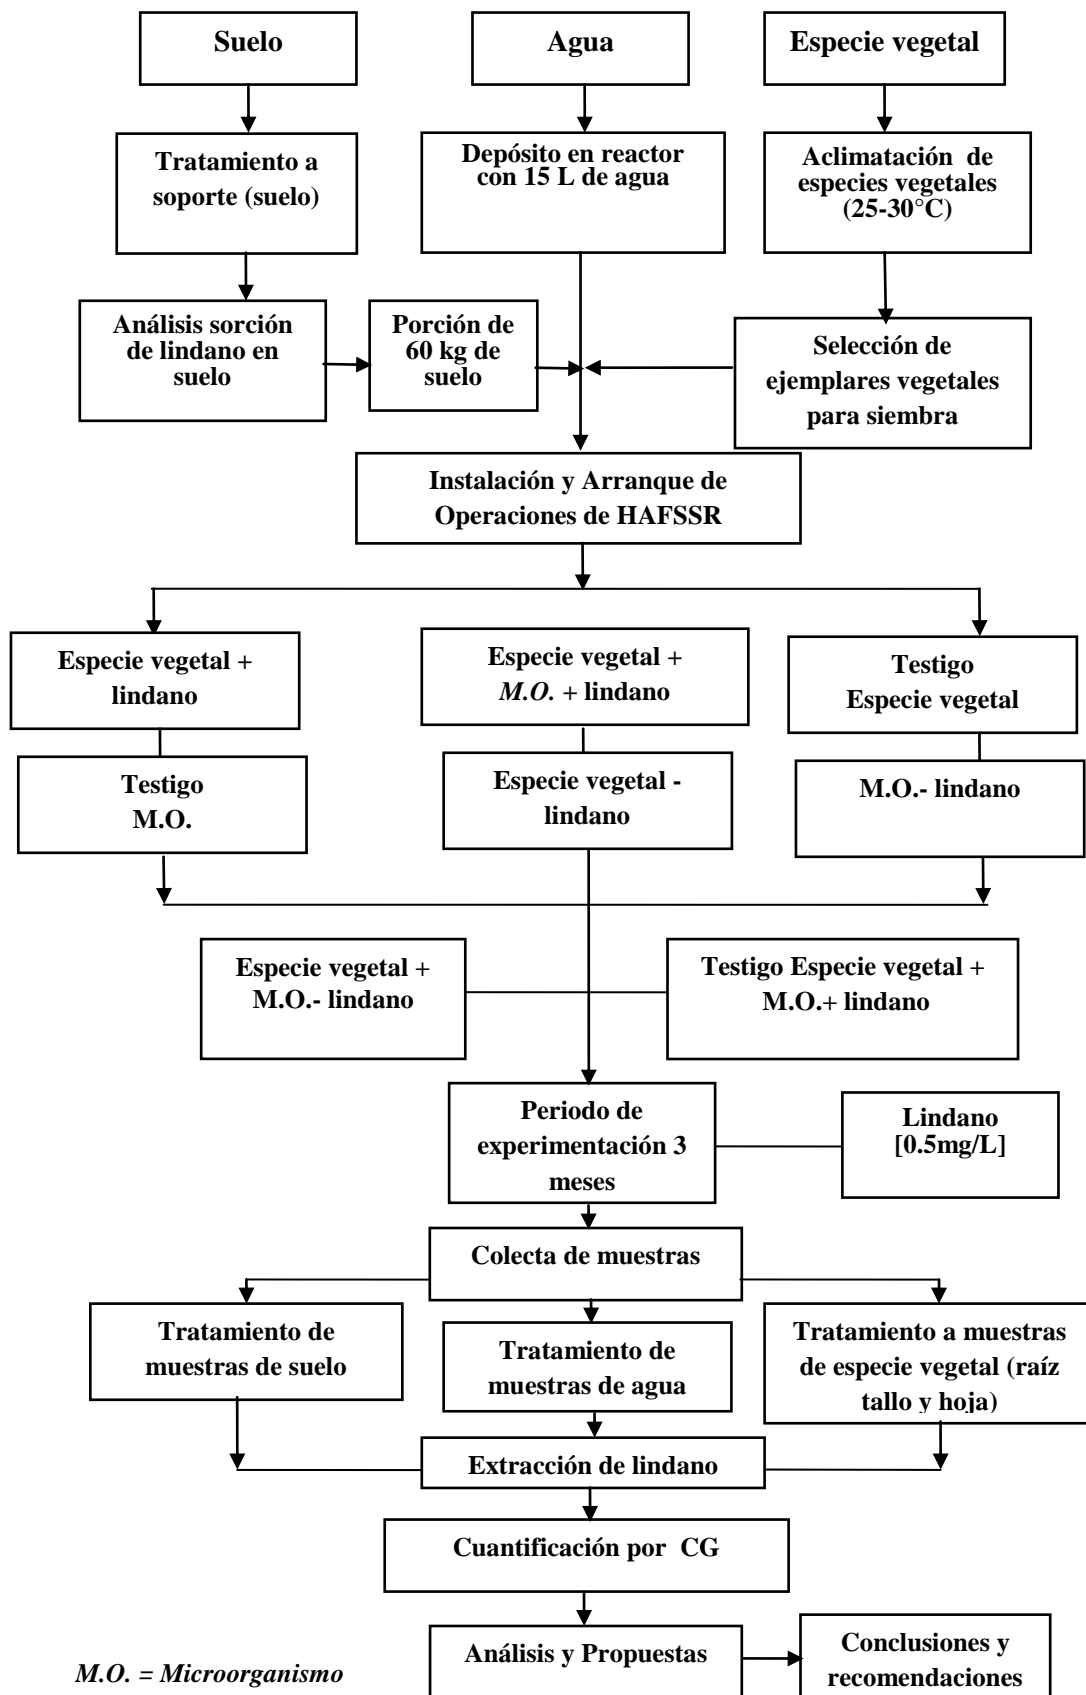 Suelo
Agua
Especie vegetal
Tratamiento a
soporte (suelo)
Depósito en reactor
con 15 L de agua
Aclimatación de
especies vegetales
(25-30°C)
Análisis sorción
de lindano en
suelo
Porción de
60 kg de
suelo
Selección de
ejemplares vegetales
para siembra
Instalación y Arranque de
Operaciones de HAFSSR
Especie vegetal +
lindano
Especie vegetal +
M.O. + lindano
Testigo
Especie vegetal
Testigo
M.O.
Especie vegetal -
lindano
M.O.- lindano
Especie vegetal +
M.O.- lindano
Testigo Especie vegetal +
M.O.+ lindano
Periodo de
experimentación 3
meses
Lindano
[0.5mg/L]
Colecta de muestras
Tratamiento de
muestras de suelo
Tratamiento de
muestras de agua
Tratamiento a muestras
de especie vegetal (raíz
tallo y hoja)
Extracción de lindano
Cuantificación por CG
Análisis y Propuestas
Conclusiones y
recomendaciones
M.O. = Microorganismo